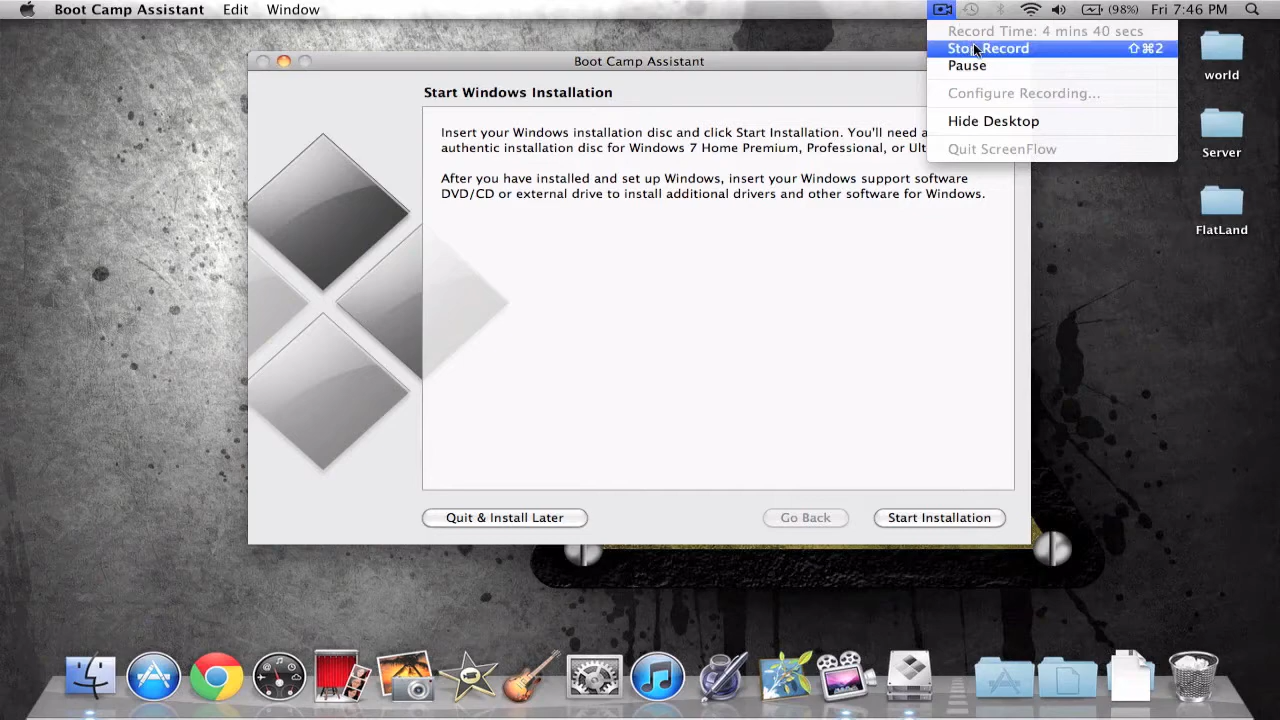 Boot Camp Assistant Edit Window (98%) Fri 7:46 PM
Record Time: 4 mins 40 secs
Stop Record ⇧⌘2
Pause
Configure Recording...
Hide Desktop
Quit ScreenFlow
Boot Camp Assistant
Start Windows Installation
Insert your Windows installation disc and click Start Installation. You'll need a
authentic installation disc for Windows 7 Home Premium, Professional, or Ult
After you have installed and set up Windows, insert your Windows support software
DVD/CD or external drive to install additional drivers and other software for Windows.
Quit & Install Later Go Back Start Installation
world
Server
FlatLand